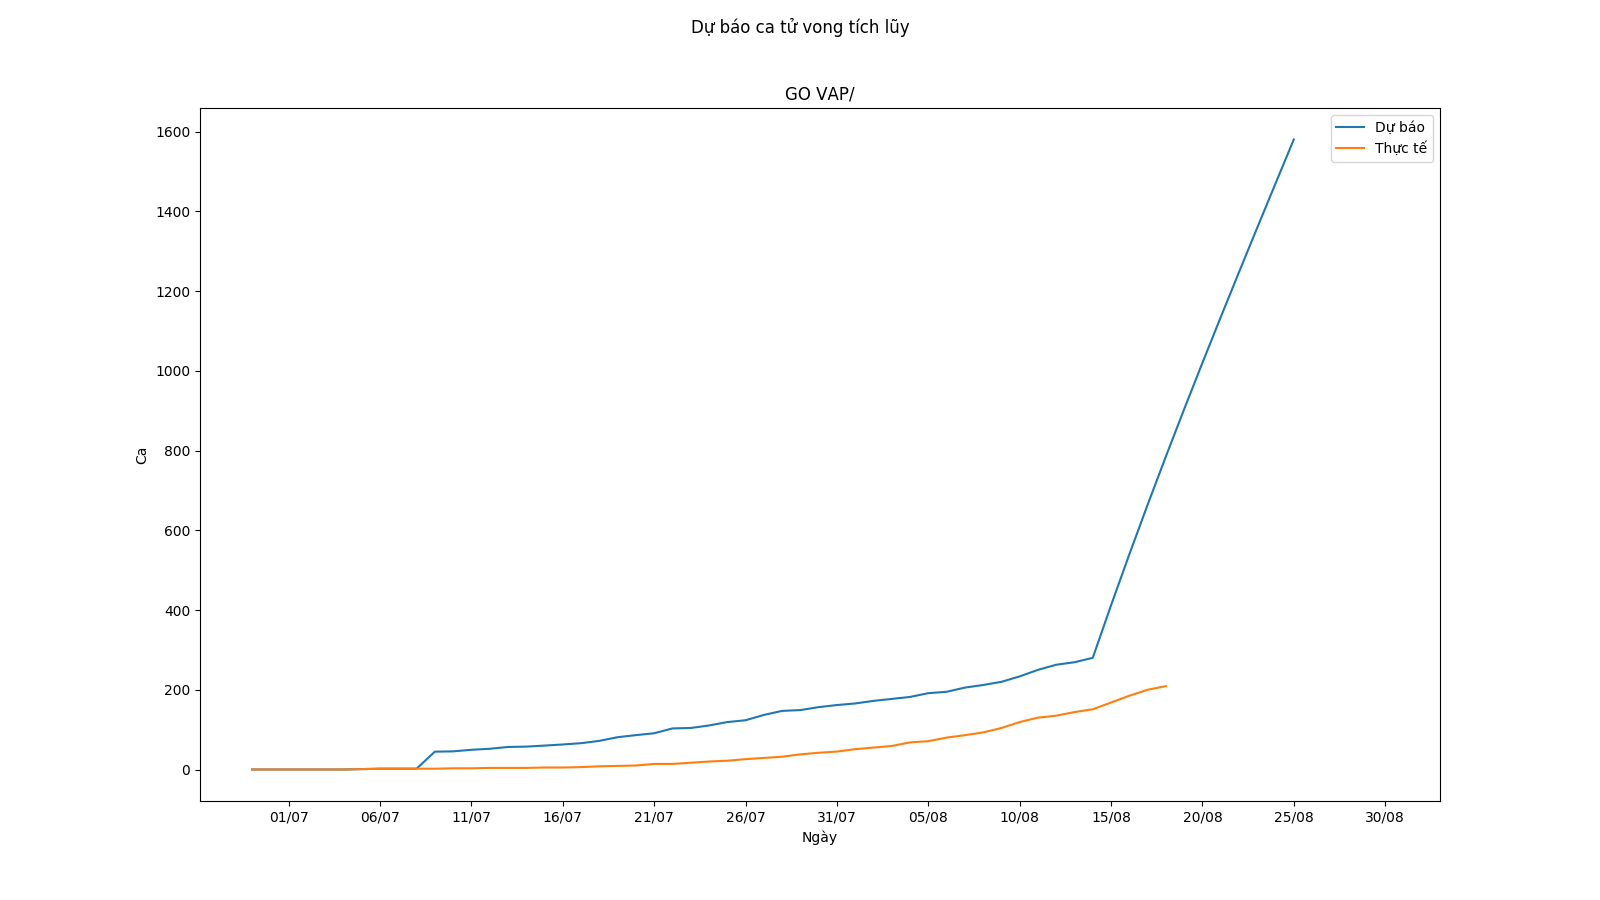 Dự báo ca tử vong tích lũy
GO VAP/
Dự báo
Thực tế
1600
1400
1200
1000
800
600
400
200
0
Ca
01/07 06/07 11/07 16/07 21/07 26/07 31/07 05/08 10/08 15/08 20/08 25/08 30/08
Ngày